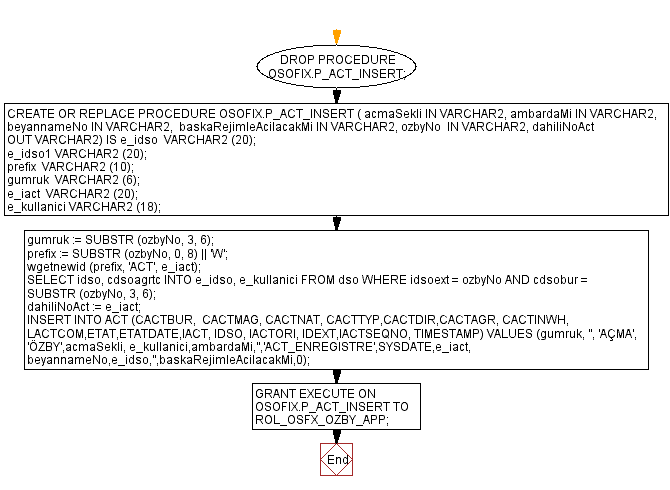 DROP PROCEDURE
OSOFIX.P_ACT_INSERT;
CREATE OR REPLACE PROCEDURE OSOFIX.P_ACT_INSERT ( acmaSekli IN VARCHAR2, ambardaMi IN VARCHAR2,
beyannameNo IN VARCHAR2, baskaRejimleAcilacakMi IN VARCHAR2, ozbyNo IN VARCHAR2, dahiliNoAct
OUT VARCHAR2) IS e_idso VARCHAR2 (20);
e_idso1 VARCHAR2 (20);
prefix VARCHAR2 (10);
gumruk VARCHAR2 (6);
e_iact VARCHAR2 (20);
e_kullanici VARCHAR2 (18);
gumruk := SUBSTR (ozbyNo, 3, 6);
prefix := SUBSTR (ozbyNo, 0, 8) || 'W';
wgetnewid (prefix, 'ACT', e_iact);
SELECT idso, cdsoagrtc INTO e_idso, e_kullanici FROM dso WHERE idsoext = ozbyNo AND cdsobur =
SUBSTR (ozbyNo, 3, 6);
dahiliNoAct := e_iact;
INSERT INTO ACT (CACTBUR, CACTMAG, CACTNAT, CACTTYP,CACTDIR,CACTAGR, CACTINWH,
LACTCOM,ETAT,ETATDATE,IACT, IDSO, IACTORI, IDEXT,IACTSEQNO, TIMESTAMP) VALUES (gumruk, '', 'AÇMA',
'ÖZBY',acmaSekli, e_kullanici,ambardaMi,'','ACT_ENREGISTRE',SYSDATE,e_iact,
beyannameNo,e_idso,'',baskaRejimleAcilacakMi,0);
GRANT EXECUTE ON
OSOFIX.P_ACT_INSERT TO
ROL_OSFX_OZBY_APP;
End